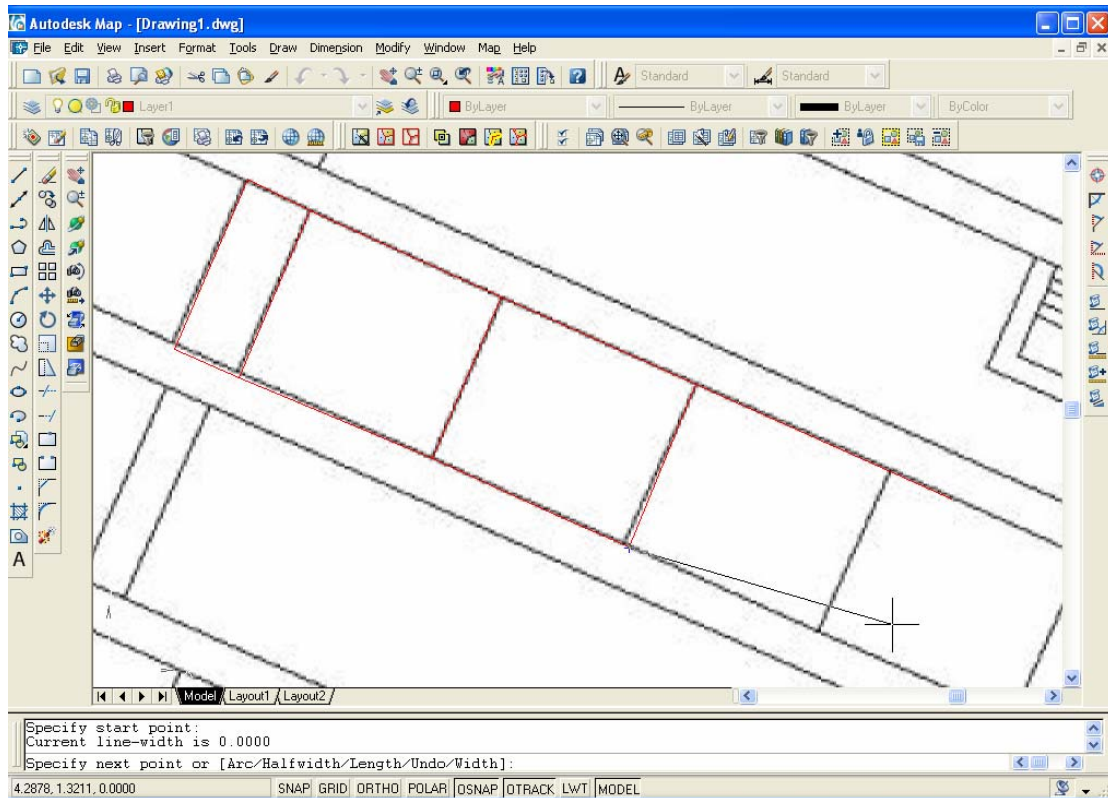 Autodesk Map - [Drawing1.dwg]
File Edit View Insert Format Tools Draw Dimension Modify Window Map Help
Standard Standard
Layer1 ByLayer ByLayer ByLayer ByColor
A
Model Layout1 Layout2
Specify start point:
Current line-width is 0.0000
Specify next point or [Arc/Halfwidth/Length/Undo/Width]:
4.2878, 1.3211, 0.0000 SNAP GRID ORTHO POLAR OSNAP OTRACK LWT MODEL